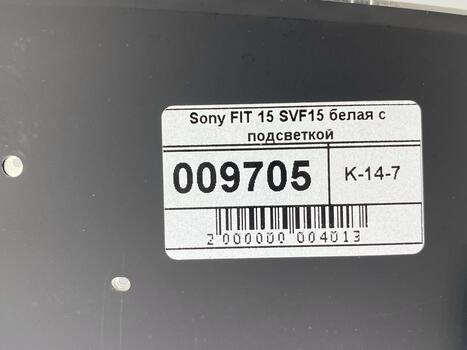 Sony FIT 15 SVF15 белая с
подсветкой
009705
K-14-7
2 000000 004013